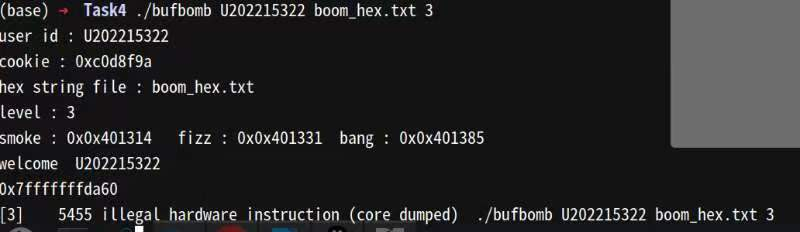 (base) → Task4 ./bufbomb U202215322 boom_hex.txt 3
user id : U202215322
cookie : 0xc0d8f9a
hex string file : boom_hex.txt
level : 3
smoke : 0x0x401314   fizz : 0x0x401331  bang : 0x0x401385
welcome  U202215322
0x7fffffffda60
[3]    5455 illegal hardware instruction (core dumped)  ./bufbomb U202215322 boom_hex.txt 3